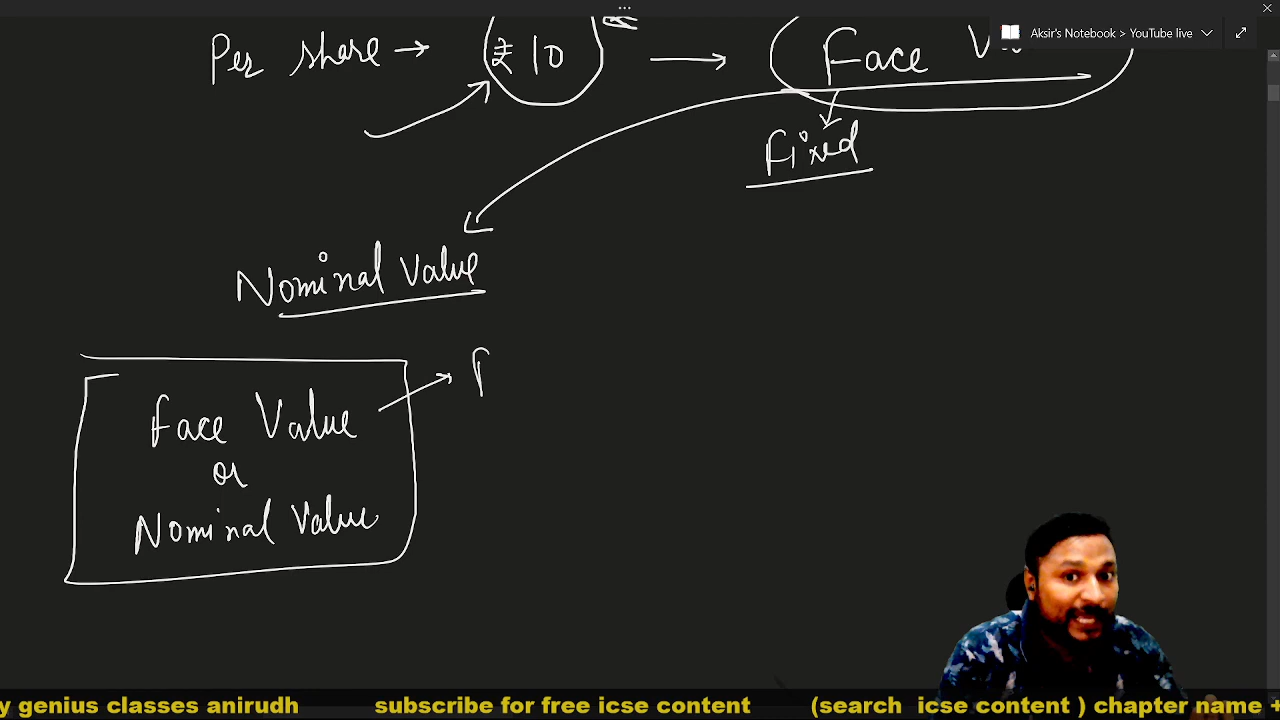 Aksir's Notebook > YouTube live
Per share → ₹10 → Face
Fixed
Nominal Value
Face Value
or
Nominal Value
y genius classes anirudh subscribe for free icse content (search icse content ) chapter name +